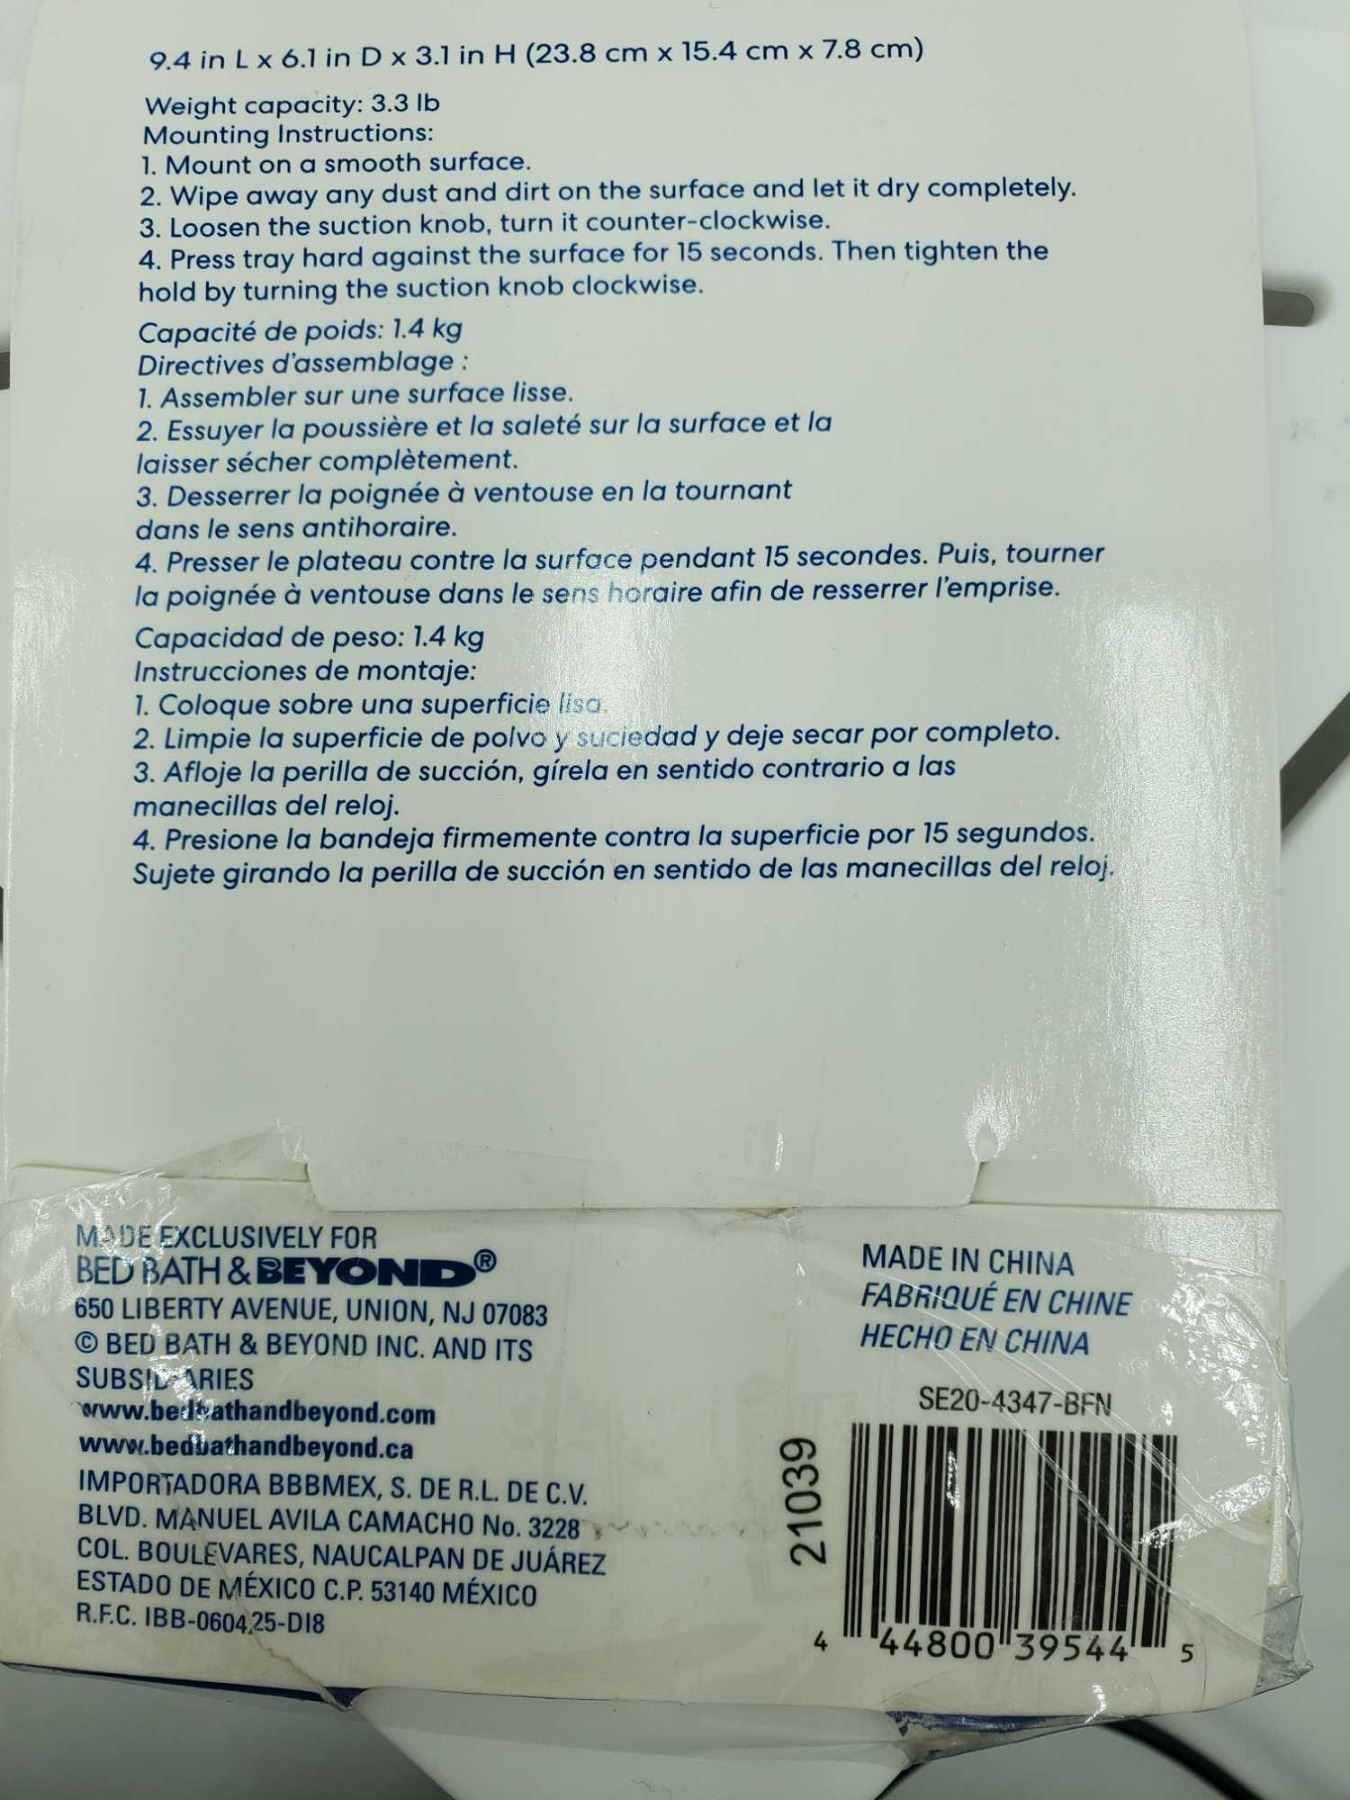 9.4 in L x 6.1 in D x 3.1 in H (23.8 cm x 15.4 cm x 7.8 cm)
Weight capacity: 3.3 lb
Mounting Instructions:
1. Mount on a smooth surface.
2. Wipe away any dust and dirt on the surface and let it dry completely.
3. Loosen the suction knob, turn it counter-clockwise.
4. Press tray hard against the surface for 15 seconds. Then tighten the
hold by turning the suction knob clockwise.
Capacité de poids: 1.4 kg
Directives d'assemblage :
1. Assembler sur une surface lisse.
2. Essuyer la poussière et la saleté sur la surface et la
laisser sécher complètement.
3. Desserrer la poignée à ventouse en la tournant
dans le sens antihoraire.
4. Presser le plateau contre la surface pendant 15 secondes. Puis, tourner
la poignée à ventouse dans le sens horaire afin de resserrer l'emprise.
Capacidad de peso: 1.4 kg
Instrucciones de montaje:
1. Coloque sobre una superficie lisa.
2. Limpie la superficie de polvo y suciedad y deje secar por completo.
3. Afloje la perilla de succión, gírela en sentido contrario a las
manecillas del reloj.
4. Presione la bandeja firmemente contra la superficie por 15 segundos.
Sujete girando la perilla de succión en sentido de las manecillas del reloj.
MADE EXCLUSIVELY FOR
BED BATH & BEYOND®
650 LIBERTY AVENUE, UNION, NJ 07083
© BED BATH & BEYOND INC. AND ITS
SUBSIDIARIES
www.bedbathandbeyond.com
www.bedbathandbeyond.ca
IMPORTADORA BBBMEX, S. DE R.L. DE C.V.
BLVD. MANUEL AVILA CAMACHO No. 3228
COL. BOULEVARES, NAUCALPAN DE JUÁREZ
ESTADO DE MÉXICO C.P. 53140 MÉXICO
R.F.C. IBB-060425-DI8
MADE IN CHINA
FABRIQUÉ EN CHINE
HECHO EN CHINA
SE20-4347-BFN
21039
4 44800 39544 5